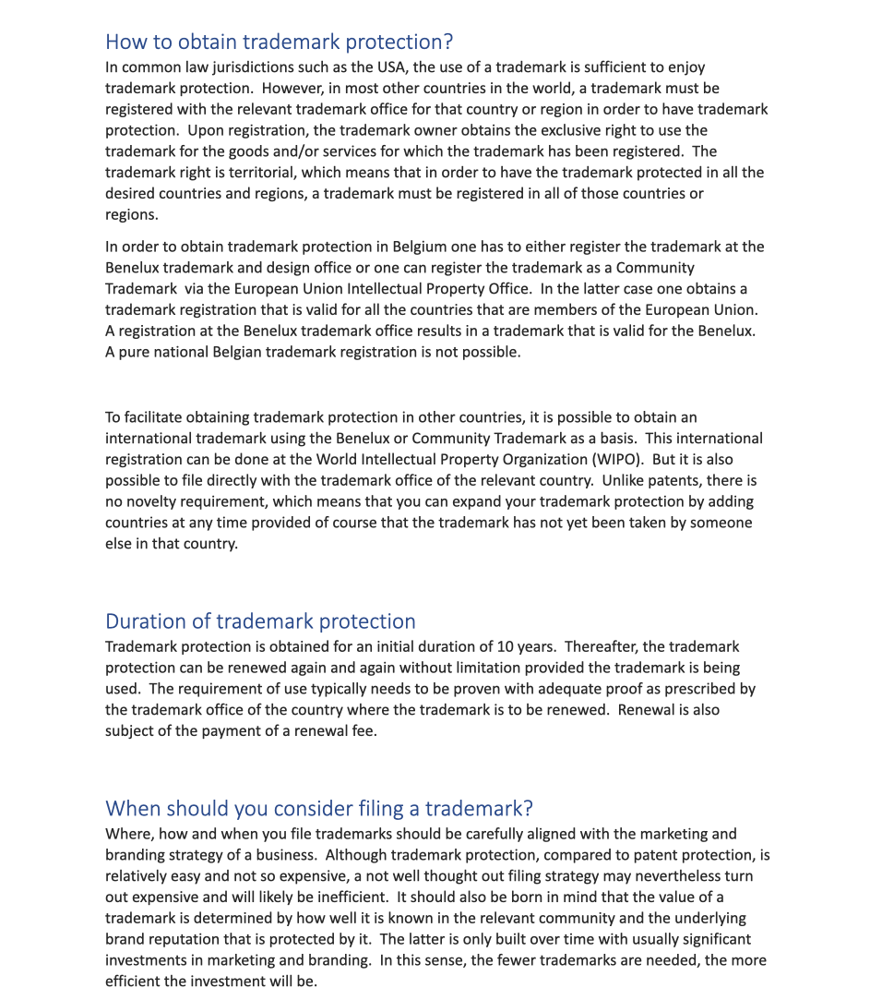 How to obtain trademark protection?
In common law jurisdictions such as the USA, the use of a trademark is sufficient to enjoy
trademark protection.  However, in most other countries in the world, a trademark must be
registered with the relevant trademark office for that country or region in order to have trademark
protection.  Upon registration, the trademark owner obtains the exclusive right to use the
trademark for the goods and/or services for which the trademark has been registered.  The
trademark right is territorial, which means that in order to have the trademark protected in all the
desired countries and regions, a trademark must be registered in all of those countries or
regions.
In order to obtain trademark protection in Belgium one has to either register the trademark at the
Benelux trademark and design office or one can register the trademark as a Community
Trademark  via the European Union Intellectual Property Office.  In the latter case one obtains a
trademark registration that is valid for all the countries that are members of the European Union.
A registration at the Benelux trademark office results in a trademark that is valid for the Benelux.
A pure national Belgian trademark registration is not possible.
To facilitate obtaining trademark protection in other countries, it is possible to obtain an
international trademark using the Benelux or Community Trademark as a basis.  This international
registration can be done at the World Intellectual Property Organization (WIPO).  But it is also
possible to file directly with the trademark office of the relevant country.  Unlike patents, there is
no novelty requirement, which means that you can expand your trademark protection by adding
countries at any time provided of course that the trademark has not yet been taken by someone
else in that country.
Duration of trademark protection
Trademark protection is obtained for an initial duration of 10 years.  Thereafter, the trademark
protection can be renewed again and again without limitation provided the trademark is being
used.  The requirement of use typically needs to be proven with adequate proof as prescribed by
the trademark office of the country where the trademark is to be renewed.  Renewal is also
subject of the payment of a renewal fee.
When should you consider filing a trademark?
Where, how and when you file trademarks should be carefully aligned with the marketing and
branding strategy of a business.  Although trademark protection, compared to patent protection, is
relatively easy and not so expensive, a not well thought out filing strategy may nevertheless turn
out expensive and will likely be inefficient.  It should also be born in mind that the value of a
trademark is determined by how well it is known in the relevant community and the underlying
brand reputation that is protected by it.  The latter is only built over time with usually significant
investments in marketing and branding.  In this sense, the fewer trademarks are needed, the more
efficient the investment will be.